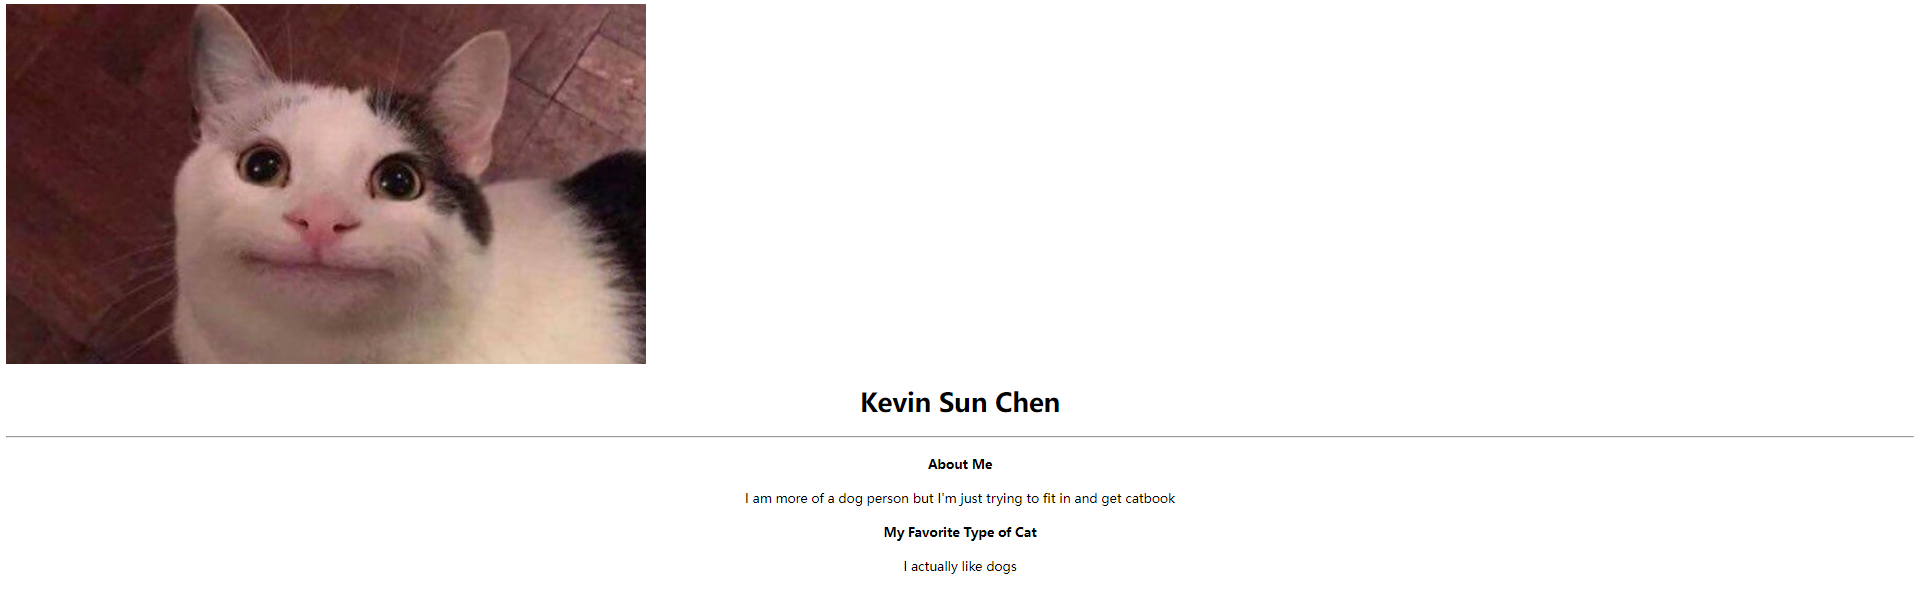 Kevin Sun Chen
About Me
I am more of a dog person but I'm just trying to fit in and get catbook
My Favorite Type of Cat
I actually like dogs